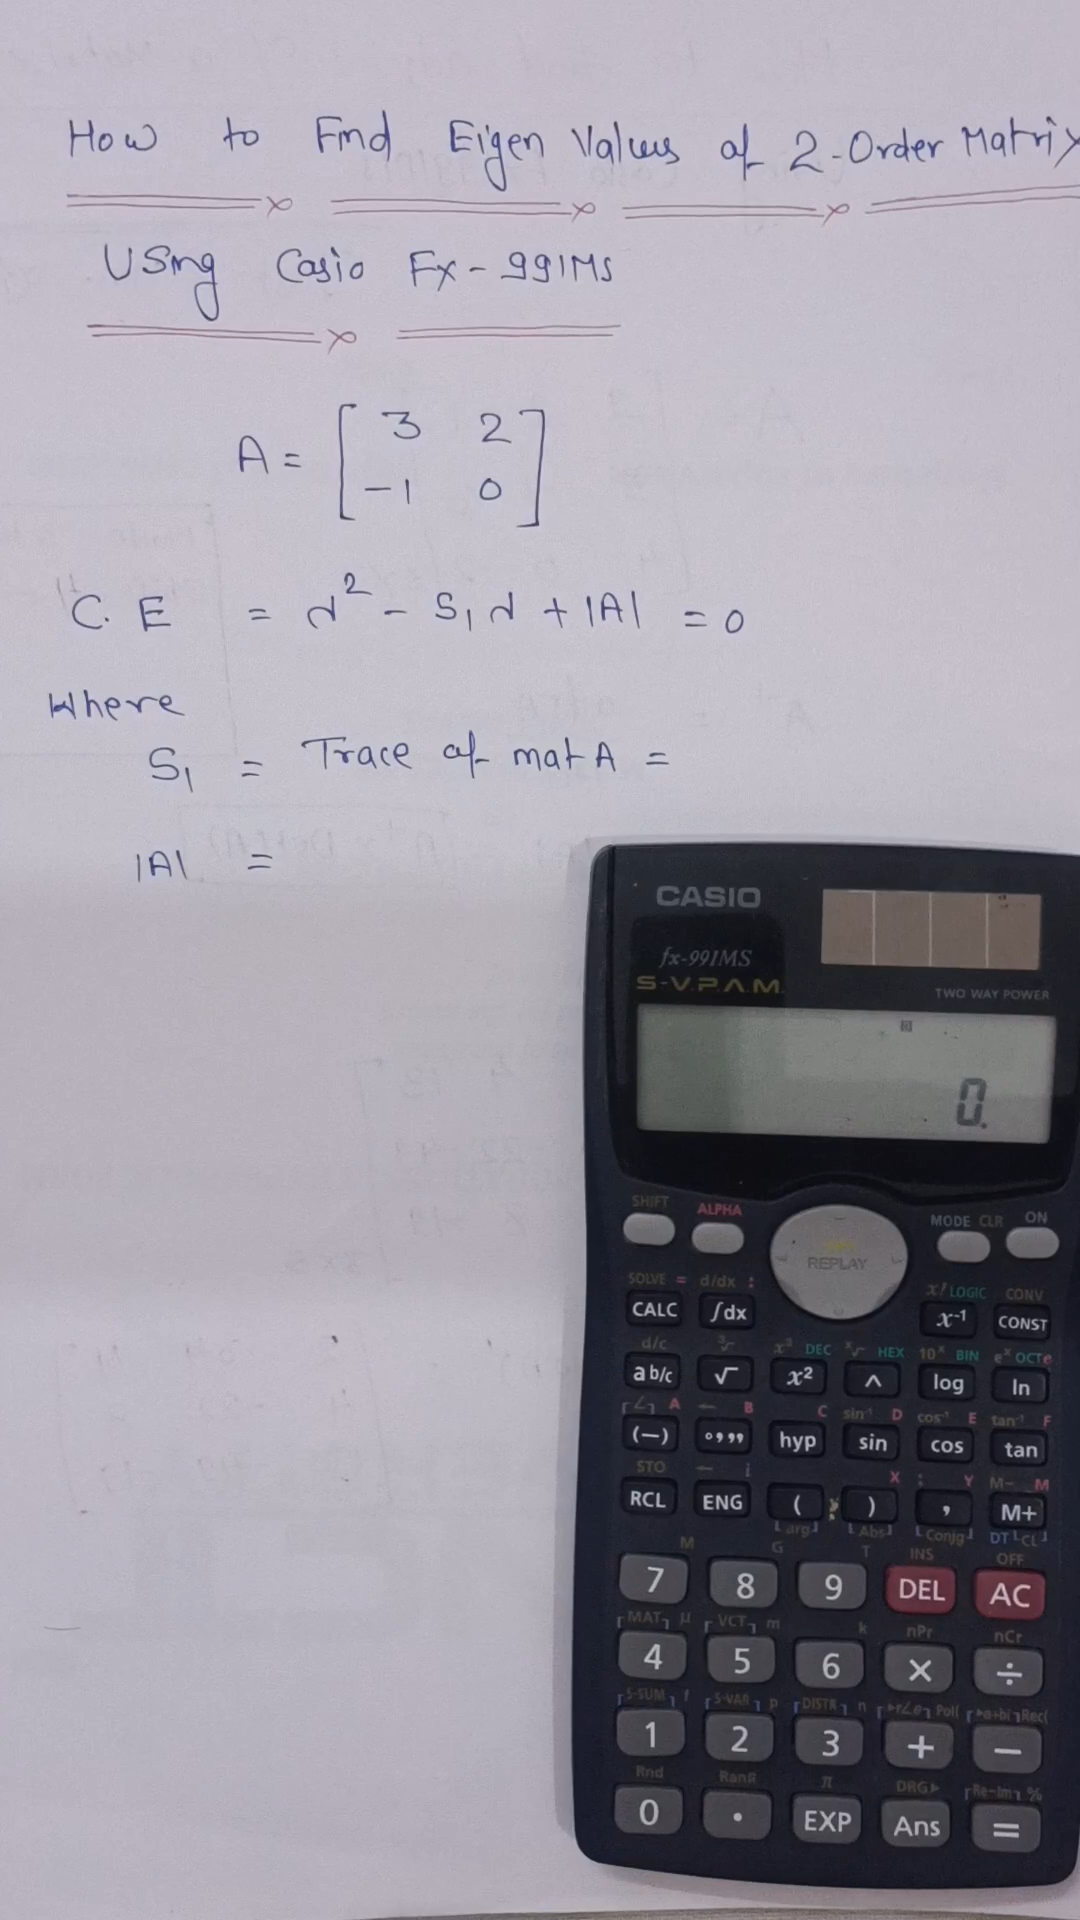 How to Find Eigen Values of 2-Order Matrix
Using Casio Fx-991MS
A = [ 3 2
-1 0 ]
C. E = λ² - S₁λ + |A| = 0
Where
S₁ = Trace of mat A =
|A| =
CASIO
fx-991MS
S-V.P.A.M.
TWO WAY POWER
0.
SHIFT ALPHA MODE CLR ON
REPLAY
SOLVE = d/dx : x! LOGIC CONV
CALC ∫dx x⁻¹ CONST
d/c ³√ x³ DEC ˣ√ HEX 10ˣ BIN eˣ OCT e
a b/c √ x² ^ log ln
∠ A ← B C sin⁻¹ D cos⁻¹ E tan⁻¹ F
(−) °,,, hyp sin cos tan
STO ← i X ; Y M− M
RCL ENG ( ) , M+
arg Abs Conjg DT CL
M G T INS OFF
7 8 9 DEL AC
MAT µ VCT m k nPr nCr
4 5 6 × ÷
S-SUM f S-VAR p DISTR n ▸r∠θ Pol( ▸a+bi Rec(
1 2 3 + −
Rnd Ran# π DRG▸ Re-Im %
0 . EXP Ans =